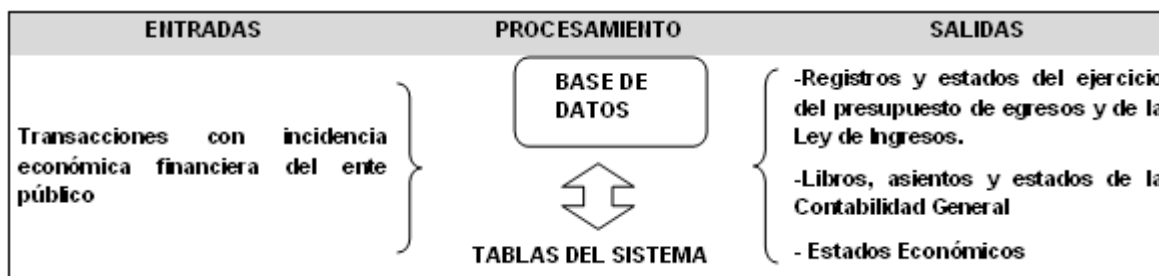 ENTRADAS
PROCESAMIENTO
SALIDAS
Transacciones con incidencia
económica financiera del ente
público
BASE DE
DATOS
TABLAS DEL SISTEMA
-Registros y estados del ejercicio
del presupuesto de egresos y de la
Ley de Ingresos.
-Libros, asientos y estados de la
Contabilidad General
- Estados Económicos